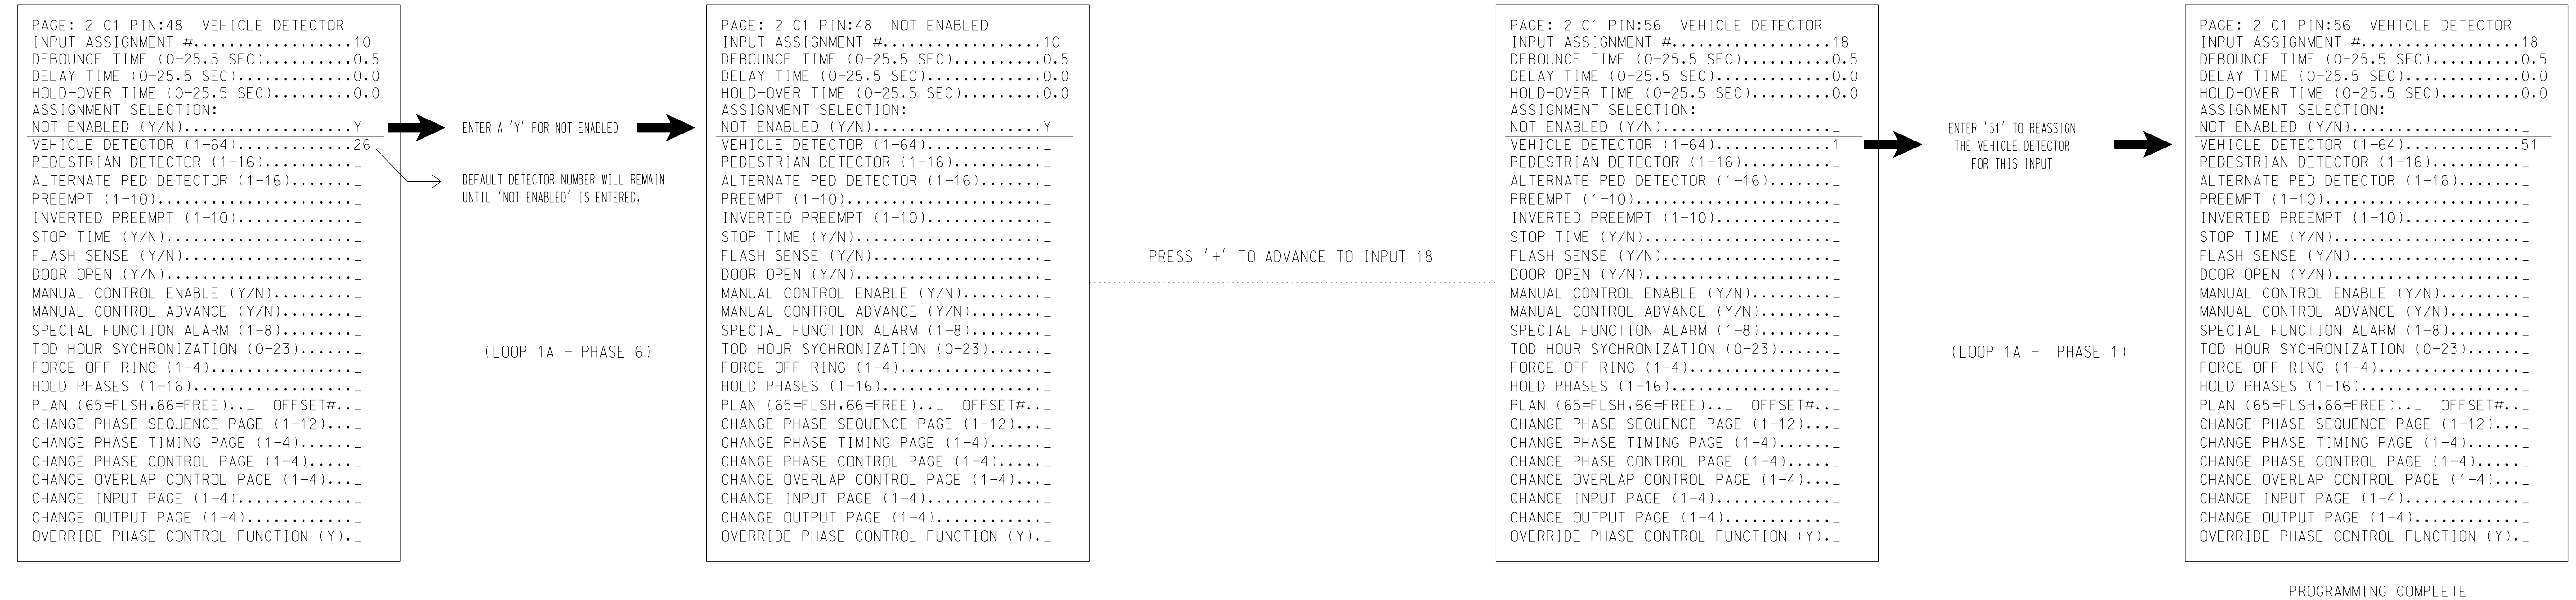 PAGE: 2 C1 PIN:48  VEHICLE DETECTOR
INPUT ASSIGNMENT #..................10
DEBOUNCE TIME (0-25.5 SEC)..........0.5
DELAY TIME (0-25.5 SEC).............0.0
HOLD-OVER TIME (0-25.5 SEC).........0.0
ASSIGNMENT SELECTION:
NOT ENABLED (Y/N)....................Y
VEHICLE DETECTOR (1-64).............26
PEDESTRIAN DETECTOR (1-16).........._
ALTERNATE PED DETECTOR (1-16)......._
PREEMPT (1-10)......................_
INVERTED PREEMPT (1-10)............._
STOP TIME (Y/N)....................._
FLASH SENSE (Y/N)..................._
DOOR OPEN (Y/N)....................._
MANUAL CONTROL ENABLE (Y/N)........._
MANUAL CONTROL ADVANCE (Y/N)........_
SPECIAL FUNCTION ALARM (1-8)........_
TOD HOUR SYCHRONIZATION (0-23)......_
FORCE OFF RING (1-4)................_
HOLD PHASES (1-16).................._
PLAN (65=FLSH,66=FREE).._  OFFSET#.._
CHANGE PHASE SEQUENCE PAGE (1-12)..._
CHANGE PHASE TIMING PAGE (1-4)......_
CHANGE PHASE CONTROL PAGE (1-4)....._
CHANGE OVERLAP CONTROL PAGE (1-4)..._
CHANGE INPUT PAGE (1-4)............._
CHANGE OUTPUT PAGE (1-4)............_
OVERRIDE PHASE CONTROL FUNCTION (Y)._
ENTER A 'Y' FOR NOT ENABLED
DEFAULT DETECTOR NUMBER WILL REMAIN
UNTIL 'NOT ENABLED' IS ENTERED.
(LOOP 1A - PHASE 6)
PAGE: 2 C1 PIN:48  NOT ENABLED
INPUT ASSIGNMENT #..................10
DEBOUNCE TIME (0-25.5 SEC)..........0.5
DELAY TIME (0-25.5 SEC).............0.0
HOLD-OVER TIME (0-25.5 SEC).........0.0
ASSIGNMENT SELECTION:
NOT ENABLED (Y/N)....................Y
VEHICLE DETECTOR (1-64)............._
PEDESTRIAN DETECTOR (1-16).........._
ALTERNATE PED DETECTOR (1-16)......._
PREEMPT (1-10)......................_
INVERTED PREEMPT (1-10)............._
STOP TIME (Y/N)....................._
FLASH SENSE (Y/N)..................._
DOOR OPEN (Y/N)....................._
MANUAL CONTROL ENABLE (Y/N)........._
MANUAL CONTROL ADVANCE (Y/N)........_
SPECIAL FUNCTION ALARM (1-8)........_
TOD HOUR SYCHRONIZATION (0-23)......_
FORCE OFF RING (1-4)................_
HOLD PHASES (1-16).................._
PLAN (65=FLSH,66=FREE).._  OFFSET#.._
CHANGE PHASE SEQUENCE PAGE (1-12)..._
CHANGE PHASE TIMING PAGE (1-4)......_
CHANGE PHASE CONTROL PAGE (1-4)....._
CHANGE OVERLAP CONTROL PAGE (1-4)..._
CHANGE INPUT PAGE (1-4)............._
CHANGE OUTPUT PAGE (1-4)............_
OVERRIDE PHASE CONTROL FUNCTION (Y)._
PRESS '+' TO ADVANCE TO INPUT 18
PAGE: 2 C1 PIN:56  VEHICLE DETECTOR
INPUT ASSIGNMENT #..................18
DEBOUNCE TIME (0-25.5 SEC)..........0.5
DELAY TIME (0-25.5 SEC).............0.0
HOLD-OVER TIME (0-25.5 SEC).........0.0
ASSIGNMENT SELECTION:
NOT ENABLED (Y/N)..................._
VEHICLE DETECTOR (1-64).............1
PEDESTRIAN DETECTOR (1-16).........._
ALTERNATE PED DETECTOR (1-16)......._
PREEMPT (1-10)......................_
INVERTED PREEMPT (1-10)............._
STOP TIME (Y/N)....................._
FLASH SENSE (Y/N)..................._
DOOR OPEN (Y/N)....................._
MANUAL CONTROL ENABLE (Y/N)........._
MANUAL CONTROL ADVANCE (Y/N)........_
SPECIAL FUNCTION ALARM (1-8)........_
TOD HOUR SYCHRONIZATION (0-23)......_
FORCE OFF RING (1-4)................_
HOLD PHASES (1-16).................._
PLAN (65=FLSH,66=FREE).._  OFFSET#.._
CHANGE PHASE SEQUENCE PAGE (1-12)..._
CHANGE PHASE TIMING PAGE (1-4)......_
CHANGE PHASE CONTROL PAGE (1-4)....._
CHANGE OVERLAP CONTROL PAGE (1-4)..._
CHANGE INPUT PAGE (1-4)............._
CHANGE OUTPUT PAGE (1-4)............_
OVERRIDE PHASE CONTROL FUNCTION (Y)._
ENTER '51' TO REASSIGN
THE VEHICLE DETECTOR
FOR THIS INPUT
(LOOP 1A -  PHASE 1)
PAGE: 2 C1 PIN:56  VEHICLE DETECTOR
INPUT ASSIGNMENT #..................18
DEBOUNCE TIME (0-25.5 SEC)..........0.5
DELAY TIME (0-25.5 SEC).............0.0
HOLD-OVER TIME (0-25.5 SEC).........0.0
ASSIGNMENT SELECTION:
NOT ENABLED (Y/N)..................._
VEHICLE DETECTOR (1-64).............51
PEDESTRIAN DETECTOR (1-16).........._
ALTERNATE PED DETECTOR (1-16)......._
PREEMPT (1-10)......................_
INVERTED PREEMPT (1-10)............._
STOP TIME (Y/N)....................._
FLASH SENSE (Y/N)..................._
DOOR OPEN (Y/N)....................._
MANUAL CONTROL ENABLE (Y/N)........._
MANUAL CONTROL ADVANCE (Y/N)........_
SPECIAL FUNCTION ALARM (1-8)........_
TOD HOUR SYCHRONIZATION (0-23)......_
FORCE OFF RING (1-4)................_
HOLD PHASES (1-16).................._
PLAN (65=FLSH,66=FREE).._  OFFSET#.._
CHANGE PHASE SEQUENCE PAGE (1-12)..._
CHANGE PHASE TIMING PAGE (1-4)......_
CHANGE PHASE CONTROL PAGE (1-4)....._
CHANGE OVERLAP CONTROL PAGE (1-4)..._
CHANGE INPUT PAGE (1-4)............._
CHANGE OUTPUT PAGE (1-4)............_
OVERRIDE PHASE CONTROL FUNCTION (Y)._
PROGRAMMING COMPLETE